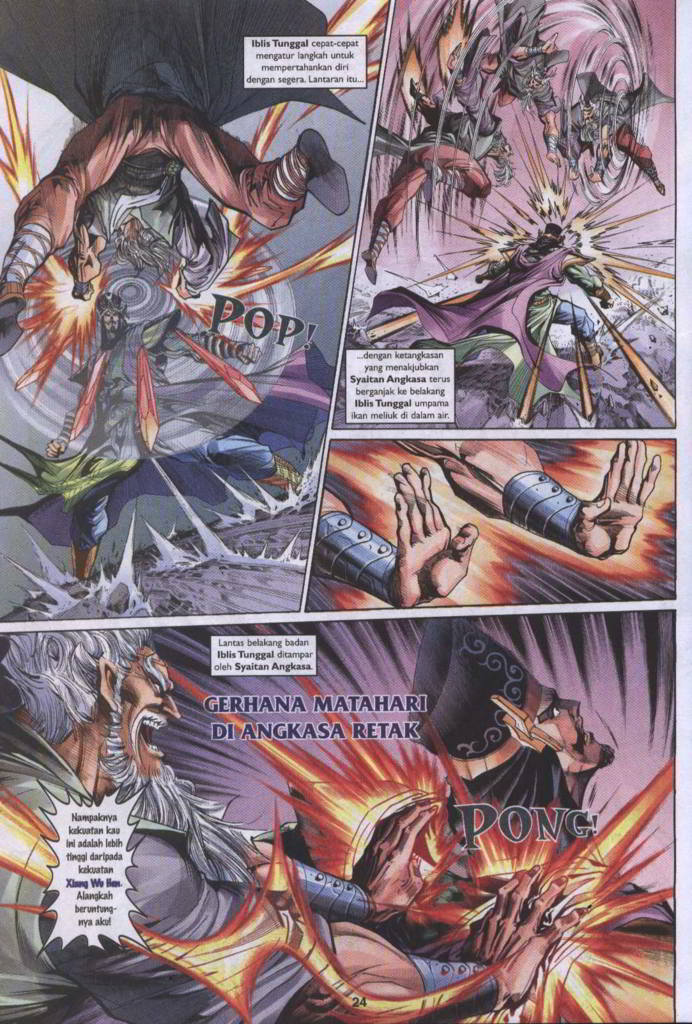 Iblis Tunggal cepat-cepat
mengatur langkah untuk
mempertahankan diri
dengan segera. Lantaran itu...
POP!
...dengan ketangkasan
yang menakjubkan
Syaitan Angkasa terus
berganjak ke belakang
Iblis Tunggal umpama
ikan meliuk di dalam air.
Lantas belakang badan
Iblis Tunggal ditampar
oleh Syaitan Angkasa.
GERHANA MATAHARI
DI ANGKASA RETAK
PONG!
Nampaknya
kekuatan kau
ini adalah lebih
tinggi daripada
kekuatan
Xiang Wu Han.
Alangkah
beruntung-
nya aku!
24